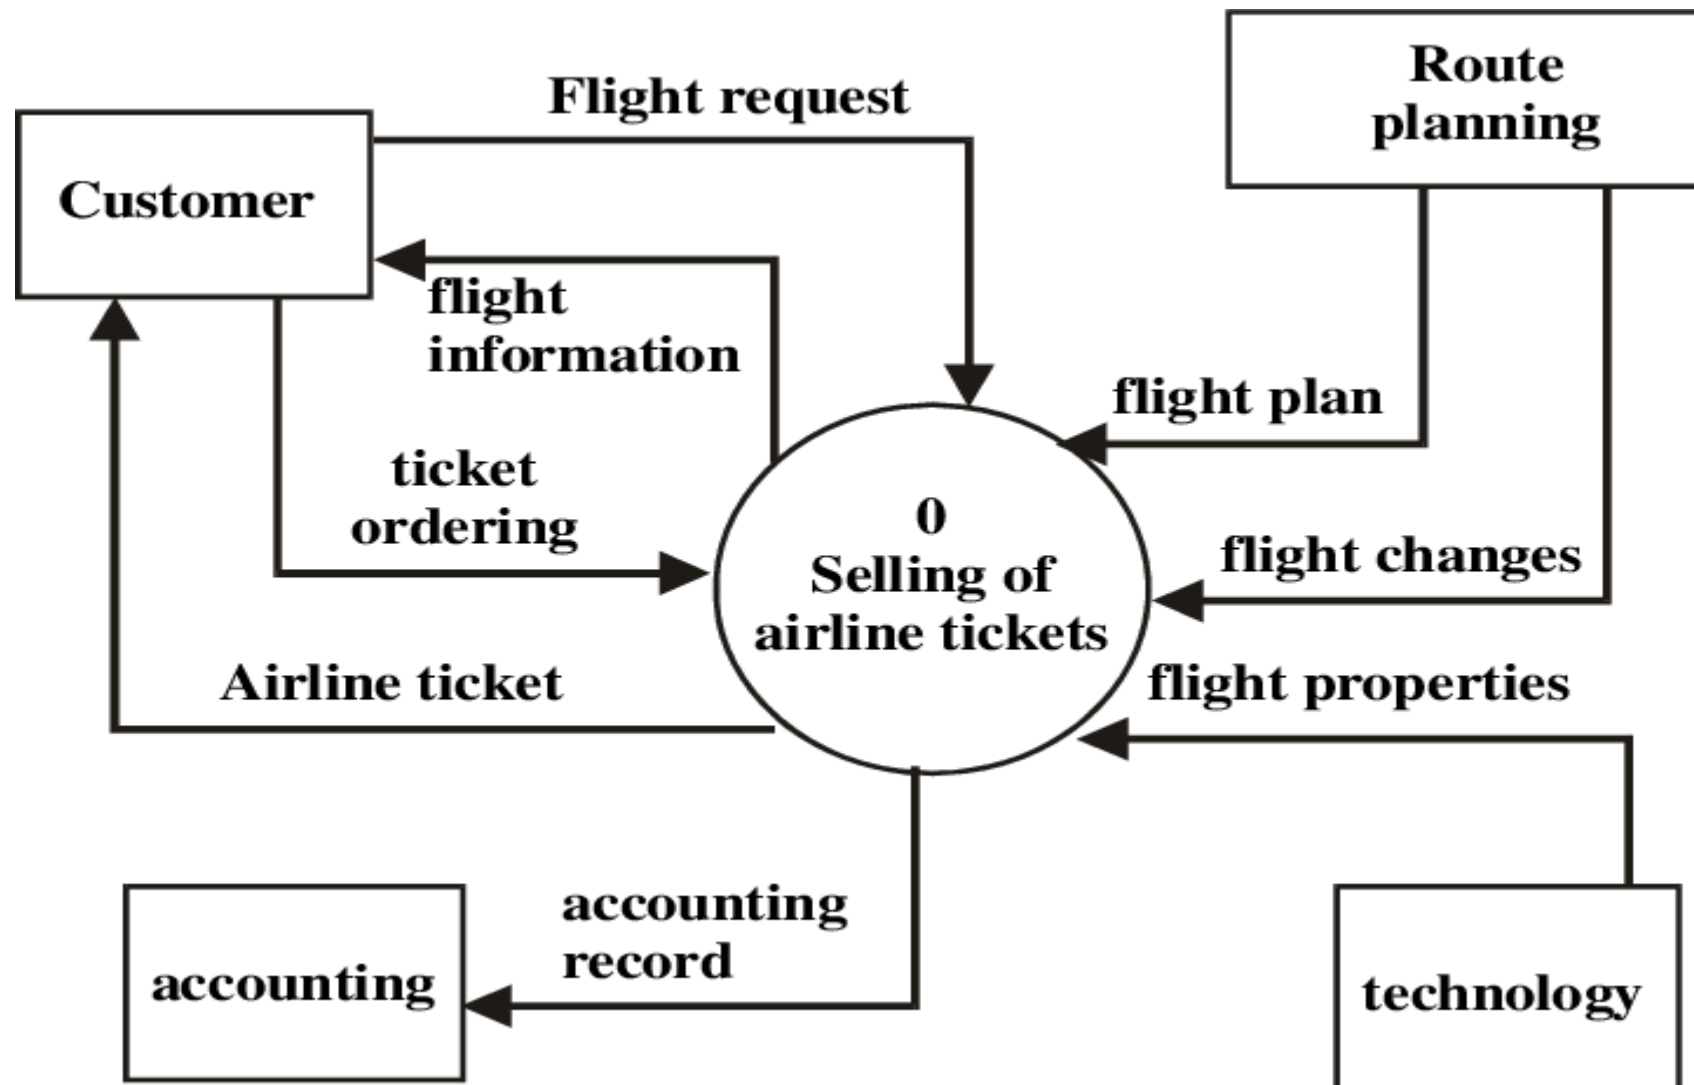 Flight request
Route
planning
Customer
flight
information
flight plan
ticket
ordering
0
Selling of
airline tickets
flight changes
Airline ticket
flight properties
accounting
record
accounting
technology